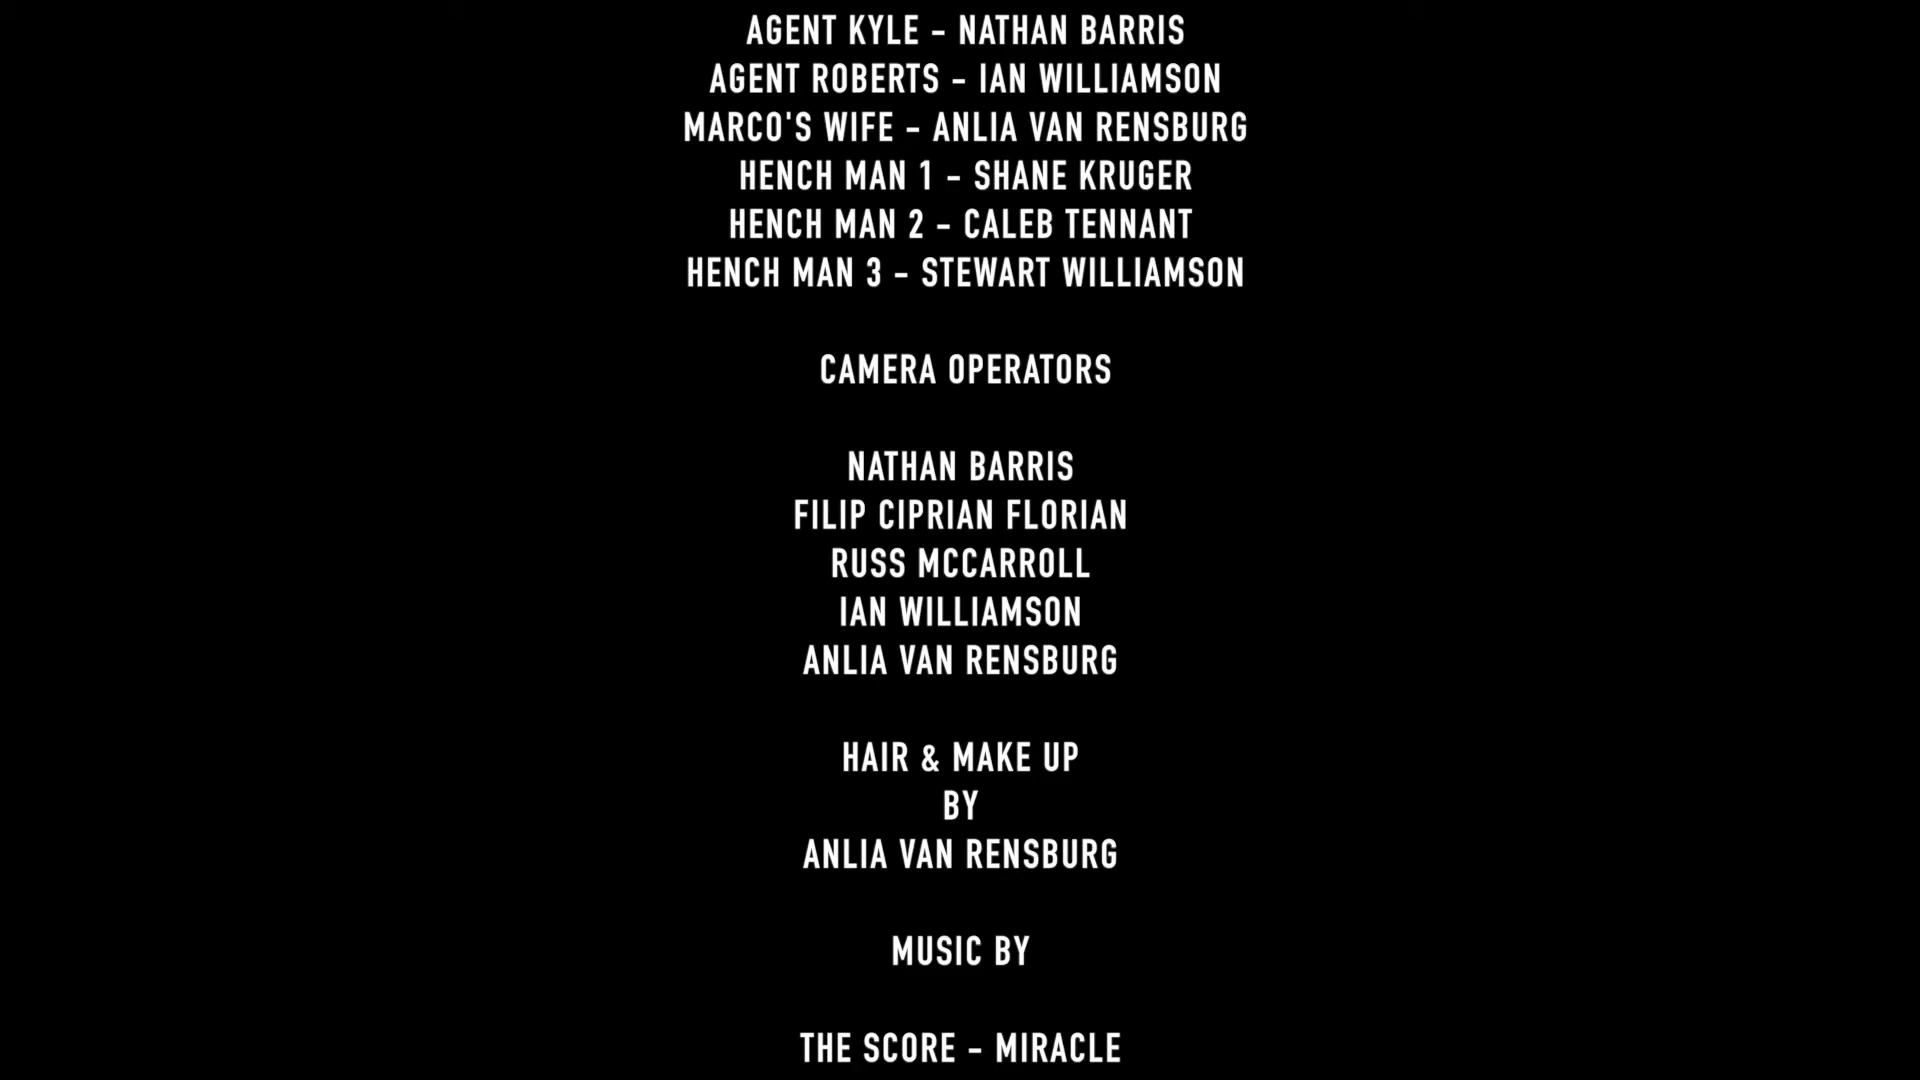 AGENT KYLE - NATHAN BARRIS
AGENT ROBERTS - IAN WILLIAMSON
MARCO'S WIFE - ANLIA VAN RENSBURG
HENCH MAN 1 - SHANE KRUGER
HENCH MAN 2 - CALEB TENNANT
HENCH MAN 3 - STEWART WILLIAMSON
CAMERA OPERATORS
NATHAN BARRIS
FILIP CIPRIAN FLORIAN
RUSS MCCARROLL
IAN WILLIAMSON
ANLIA VAN RENSBURG
HAIR & MAKE UP
BY
ANLIA VAN RENSBURG
MUSIC BY
THE SCORE - MIRACLE